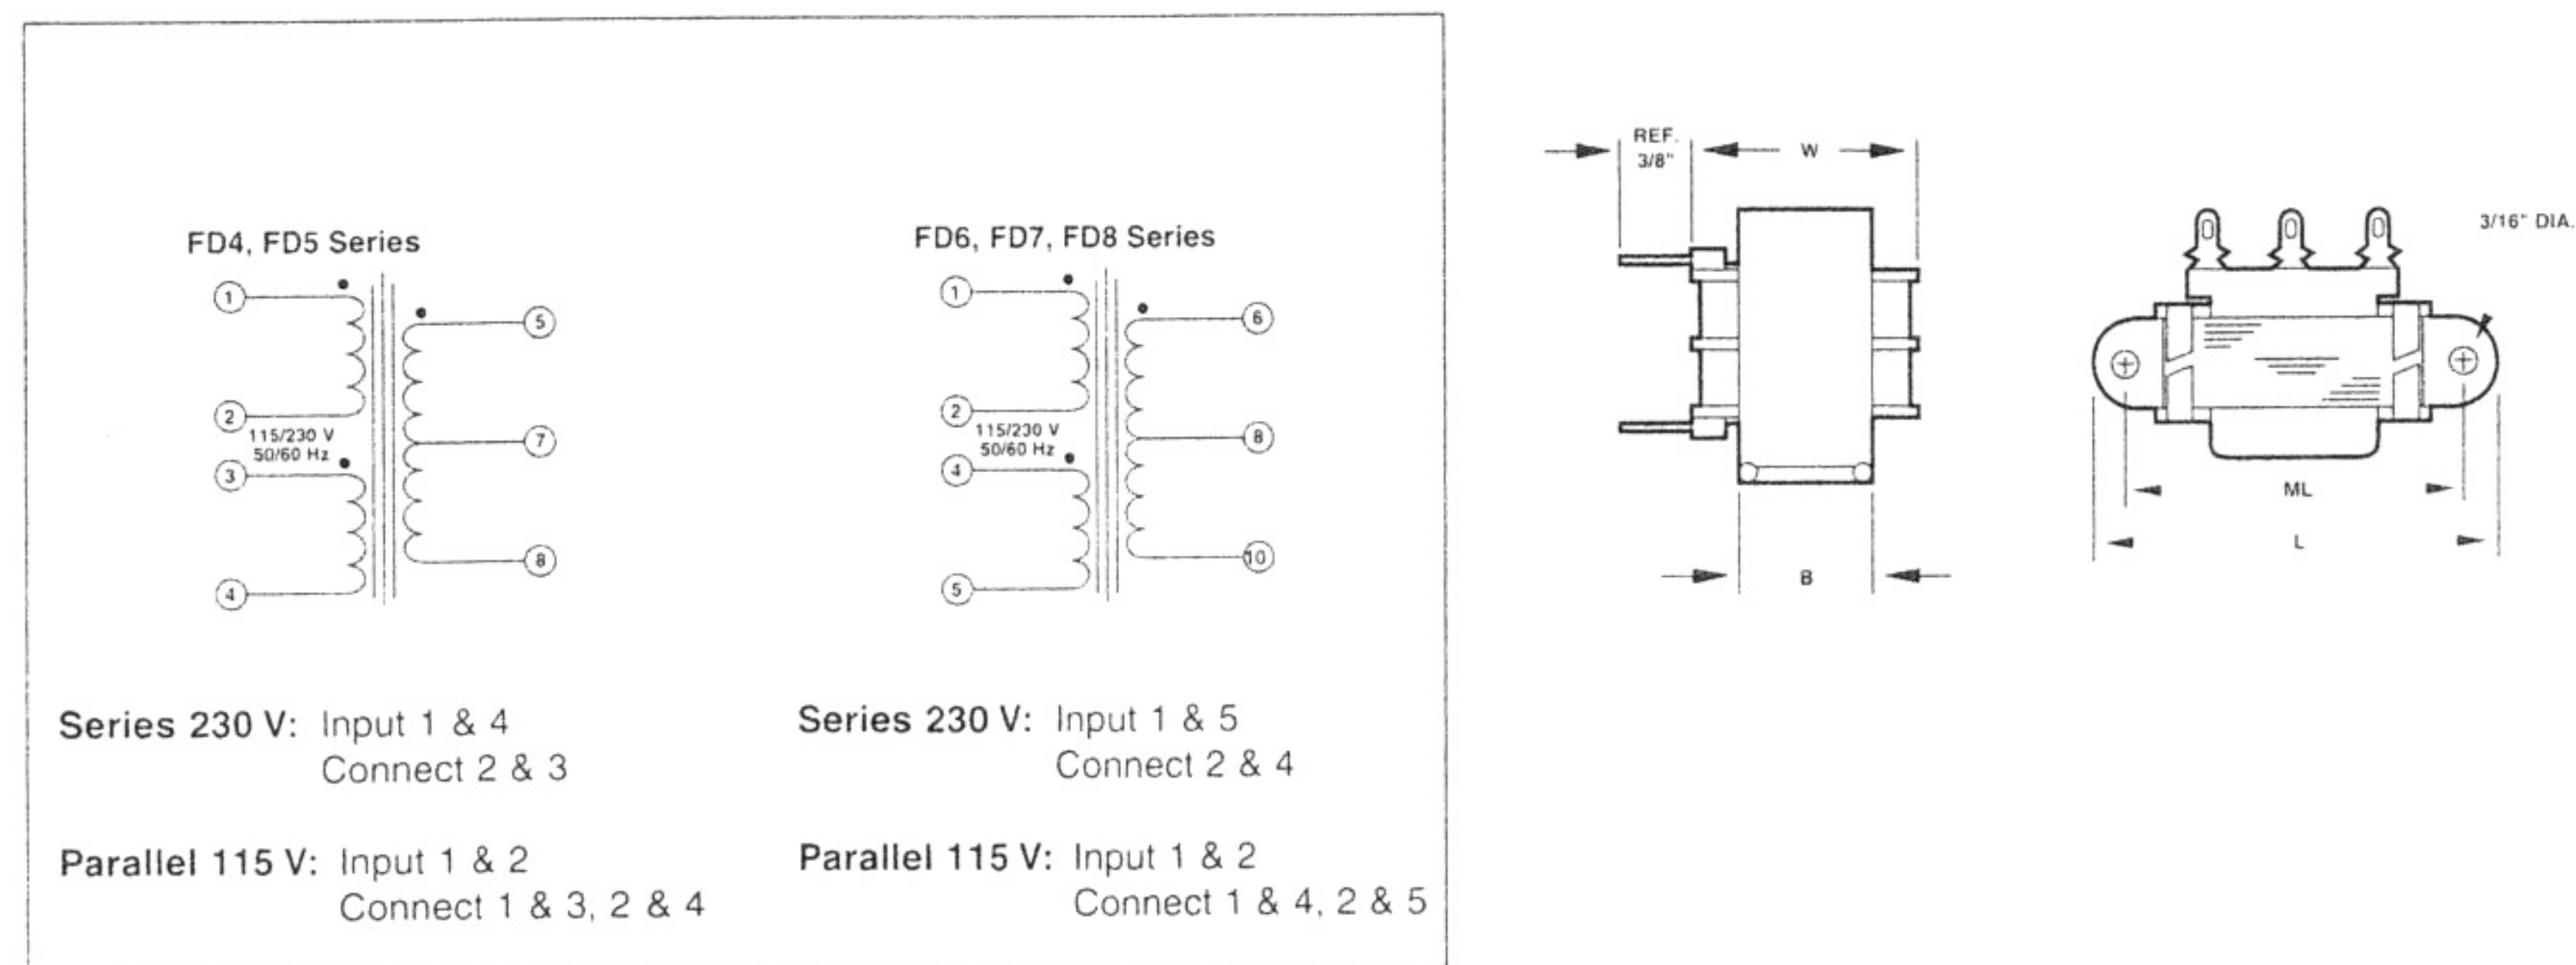 FD4, FD5 Series
1
5
2
115/230 V
50/60 Hz
7
3
8
4
Series 230 V: Input 1 & 4
Connect 2 & 3
Parallel 115 V: Input 1 & 2
Connect 1 & 3, 2 & 4
FD6, FD7, FD8 Series
1
6
2
115/230 V
50/60 Hz
8
4
10
5
Series 230 V: Input 1 & 5
Connect 2 & 4
Parallel 115 V: Input 1 & 2
Connect 1 & 4, 2 & 5
REF.
3/8"
W
B
3/16" DIA.
ML
L